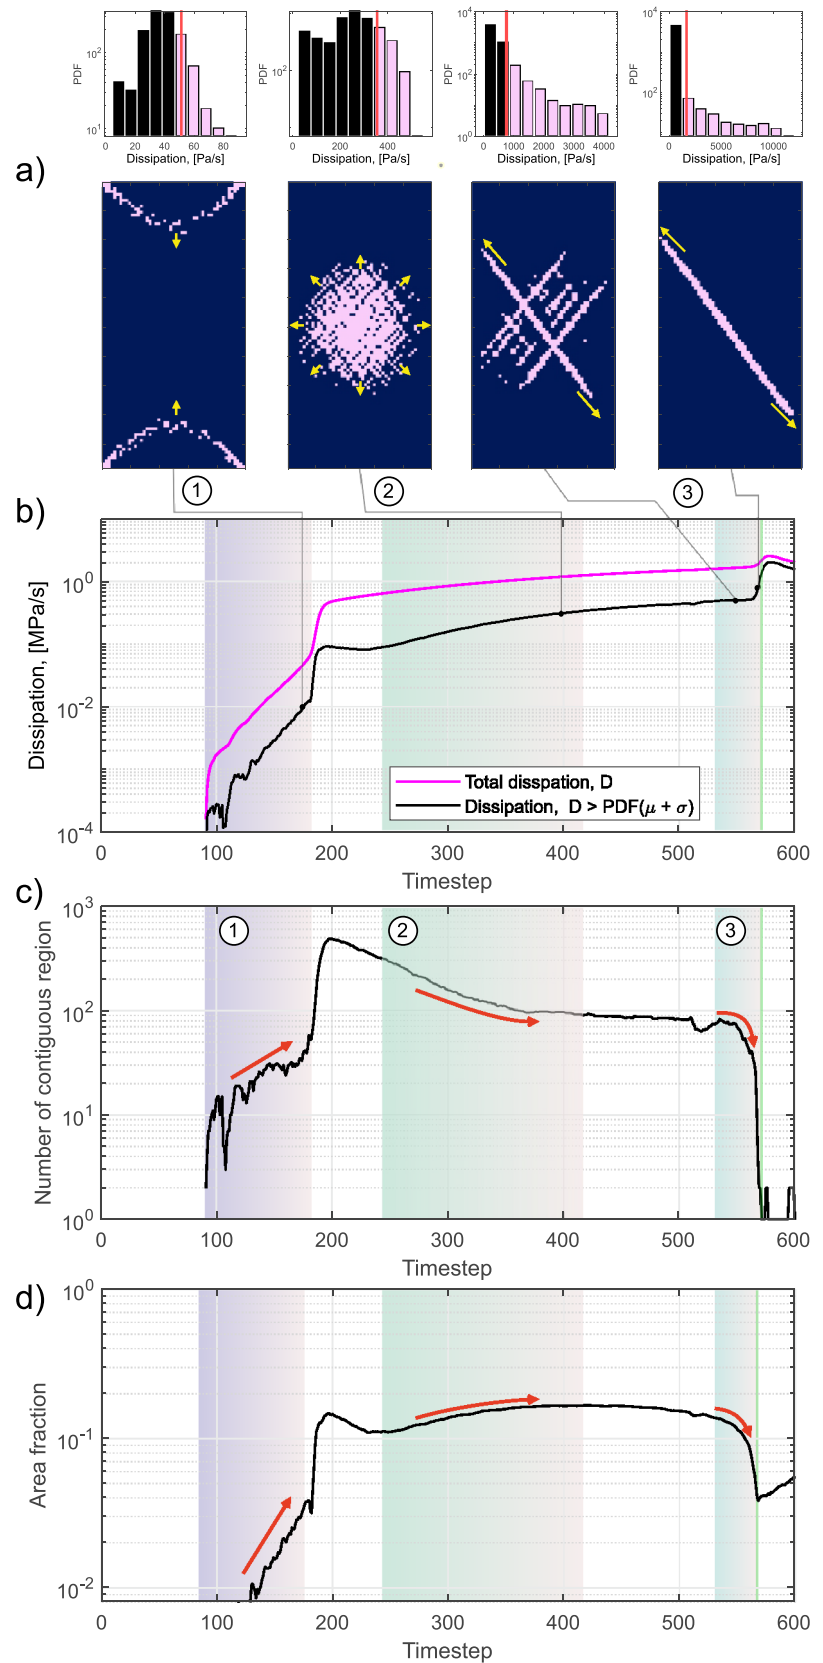 PDF
10²
10¹
0 20 40 60 80
Dissipation, [Pa/s]
PDF
10²
0 200 400
Dissipation, [Pa/s]
PDF
10⁴
10³
10²
10¹
10⁰
0 1000 2000 3000 4000
Dissipation, [Pa/s]
PDF
10⁴
10²
0 5000 10000
Dissipation, [Pa/s]
a)
1
2
3
b)
Dissipation, [MPa/s]
10⁰
10⁻²
10⁻⁴
Total disspation, D
Dissipation, D > PDF(μ + σ)
0 100 200 300 400 500 600
Timestep
c)
Number of contiguous region
10³
10²
10¹
10⁰
1
2
3
0 100 200 300 400 500 600
Timestep
d)
Area fraction
10⁰
10⁻¹
10⁻²
0 100 200 300 400 500 600
Timestep